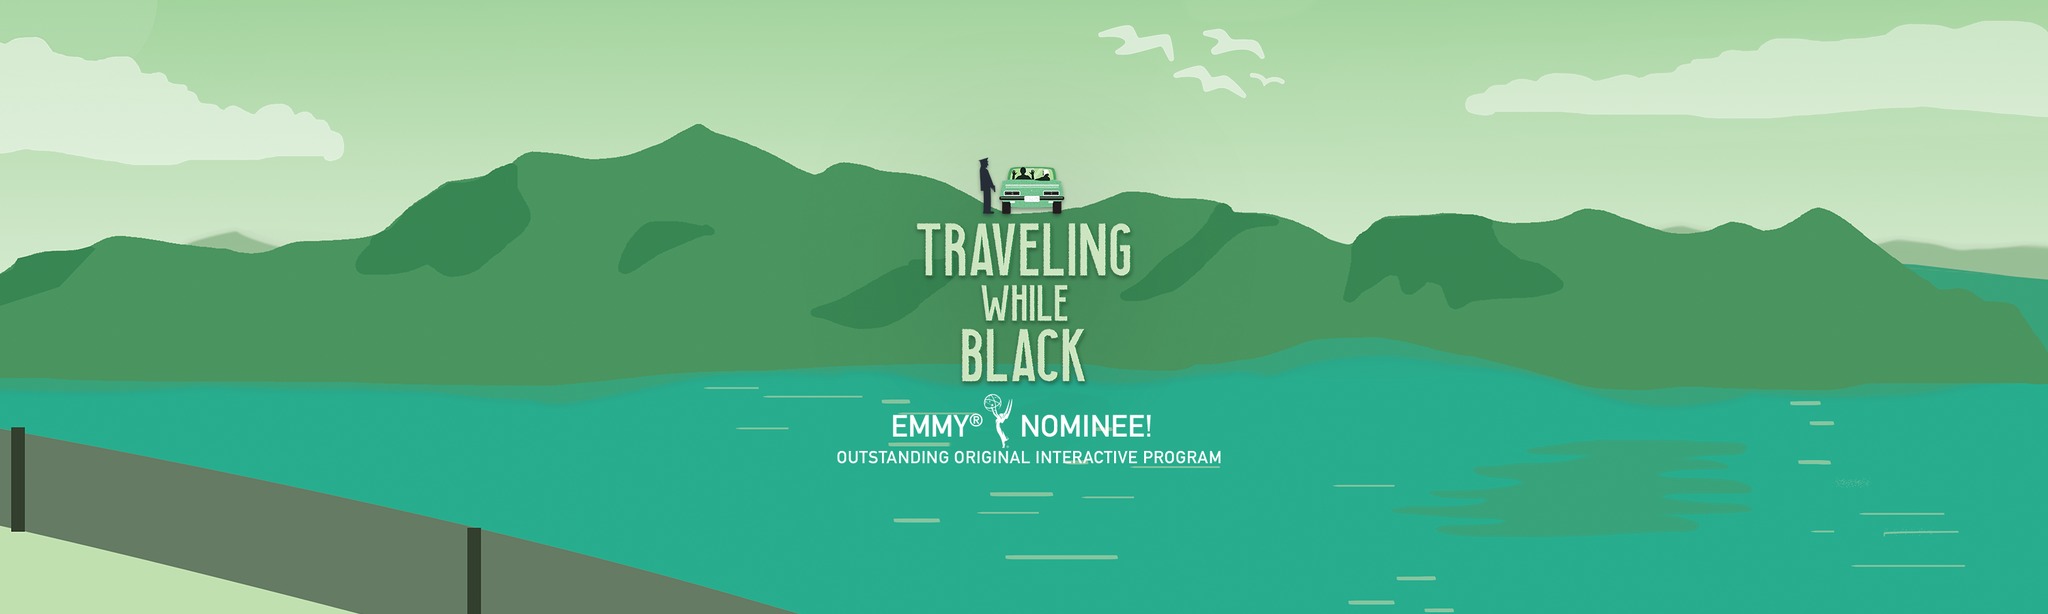 TRAVELING
WHILE
BLACK
EMMY® NOMINEE!
OUTSTANDING ORIGINAL INTERACTIVE PROGRAM